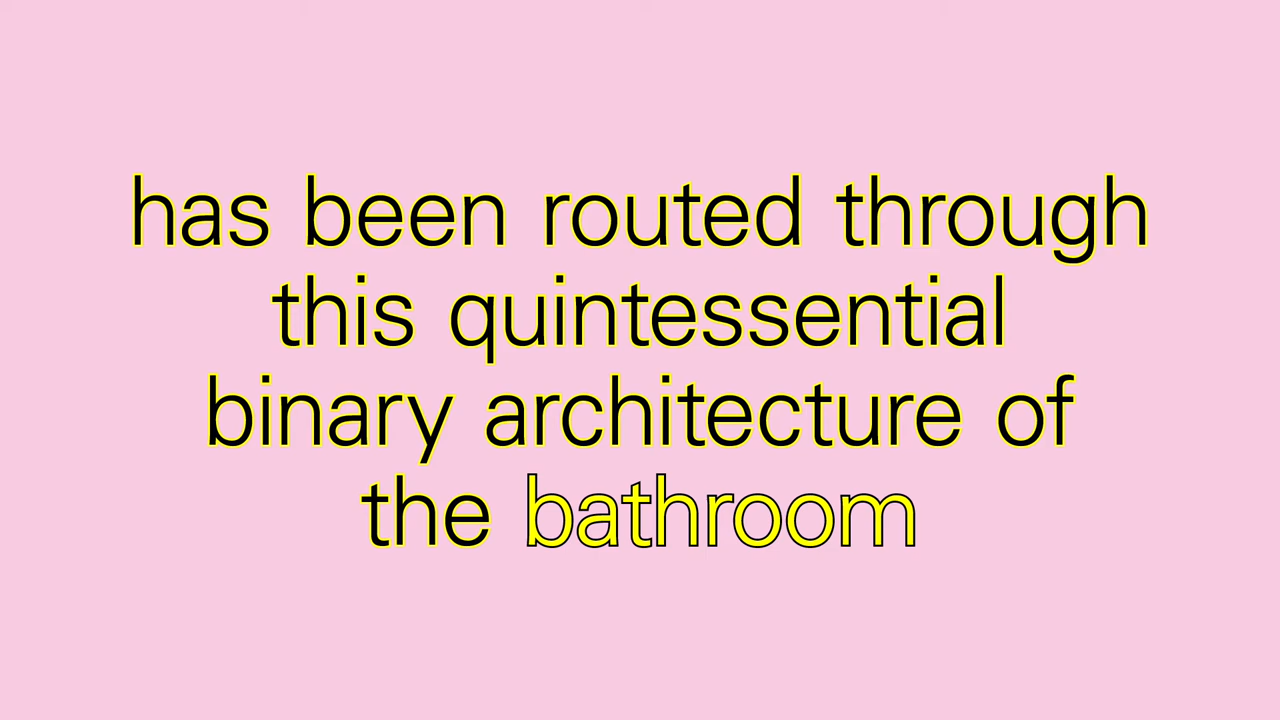 has been routed through
this quintessential
binary architecture of
the bathroom